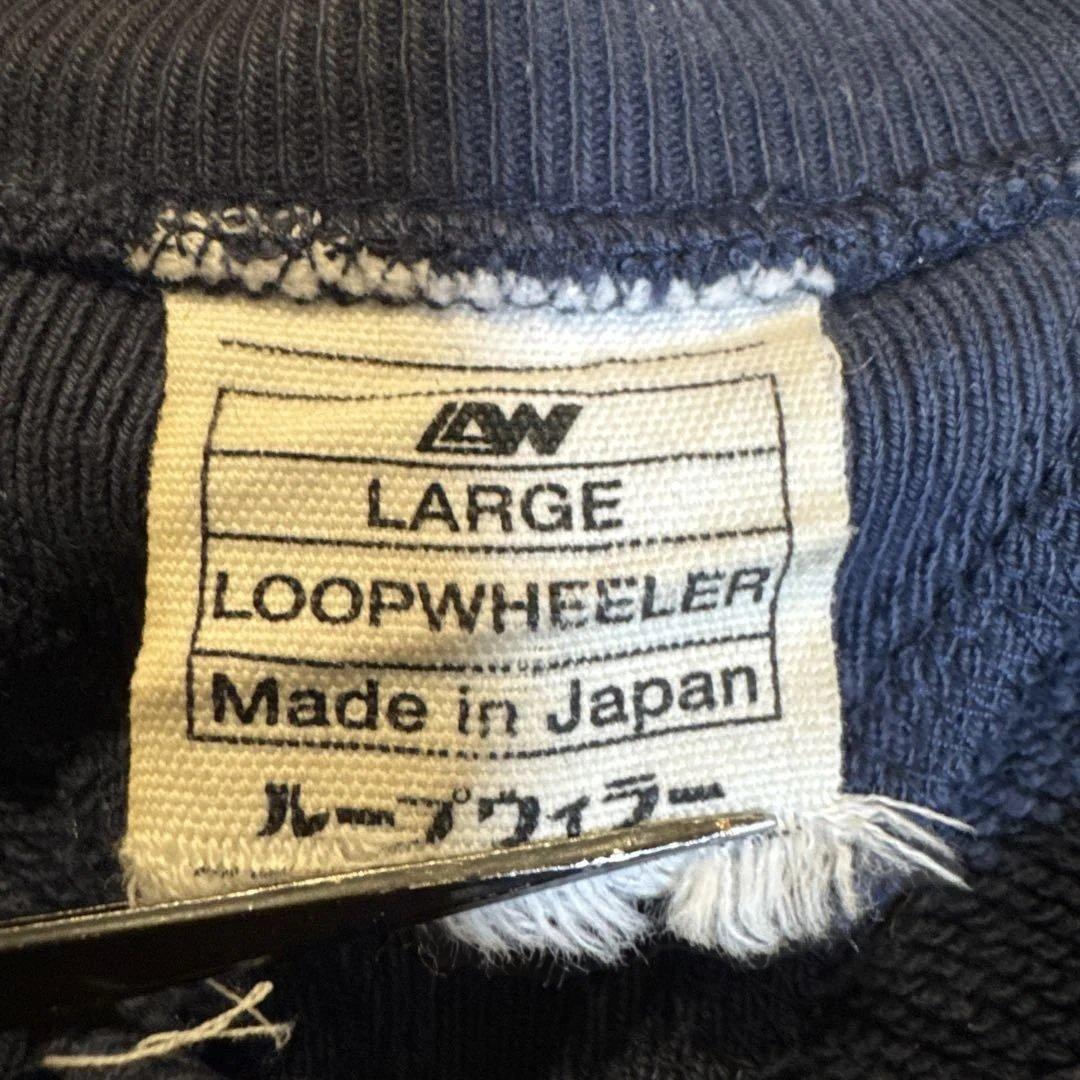 LW
LARGE
LOOPWHEELER
Made in Japan
ループウィラー